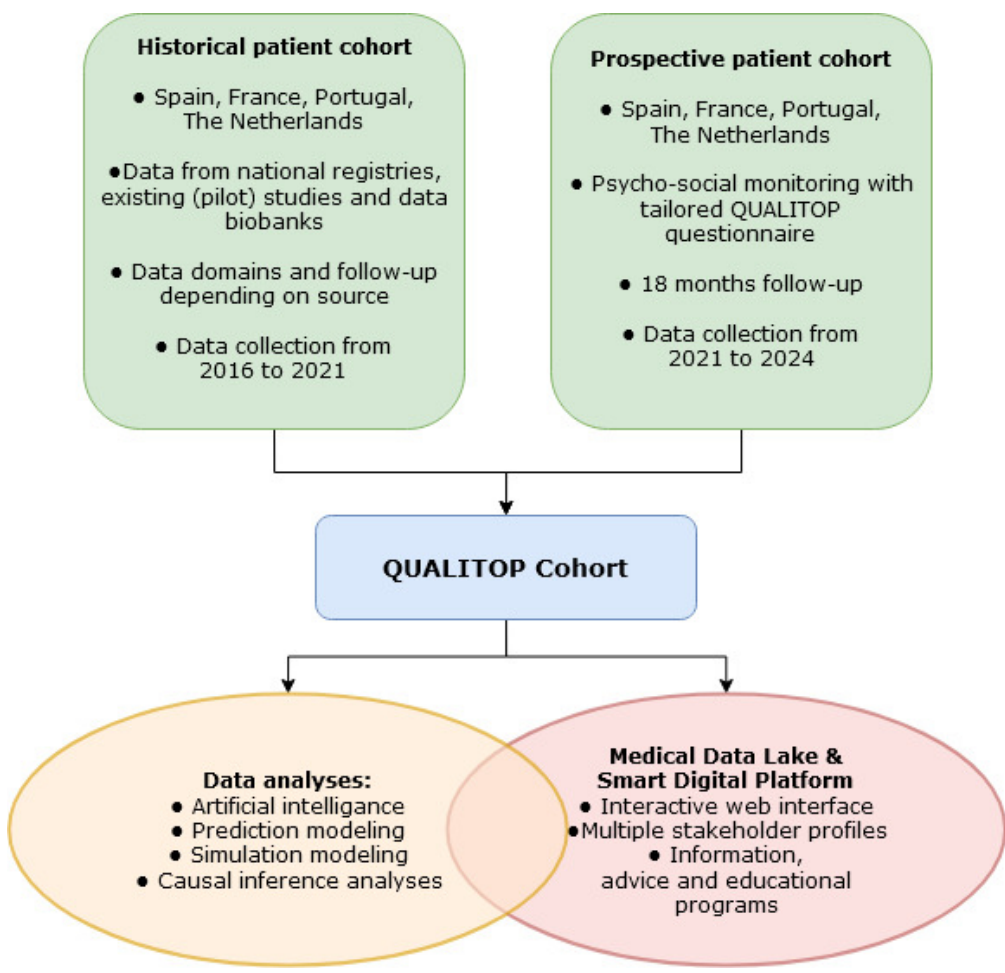 Historical patient cohort
● Spain, France, Portugal,
The Netherlands
●Data from national registries,
existing (pilot) studies and data
biobanks
● Data domains and follow-up
depending on source
● Data collection from
2016 to 2021
Prospective patient cohort
● Spain, France, Portugal,
The Netherlands
● Psycho-social monitoring with
tailored QUALITOP
questionnaire
● 18 months follow-up
● Data collection from
2021 to 2024
QUALITOP Cohort
Data analyses:
● Artificial intelligance
● Prediction modeling
● Simulation modeling
● Causal inference analyses
Medical Data Lake &
Smart Digital Platform
● Interactive web interface
●Multiple stakeholder profiles
● Information,
advice and educational
programs